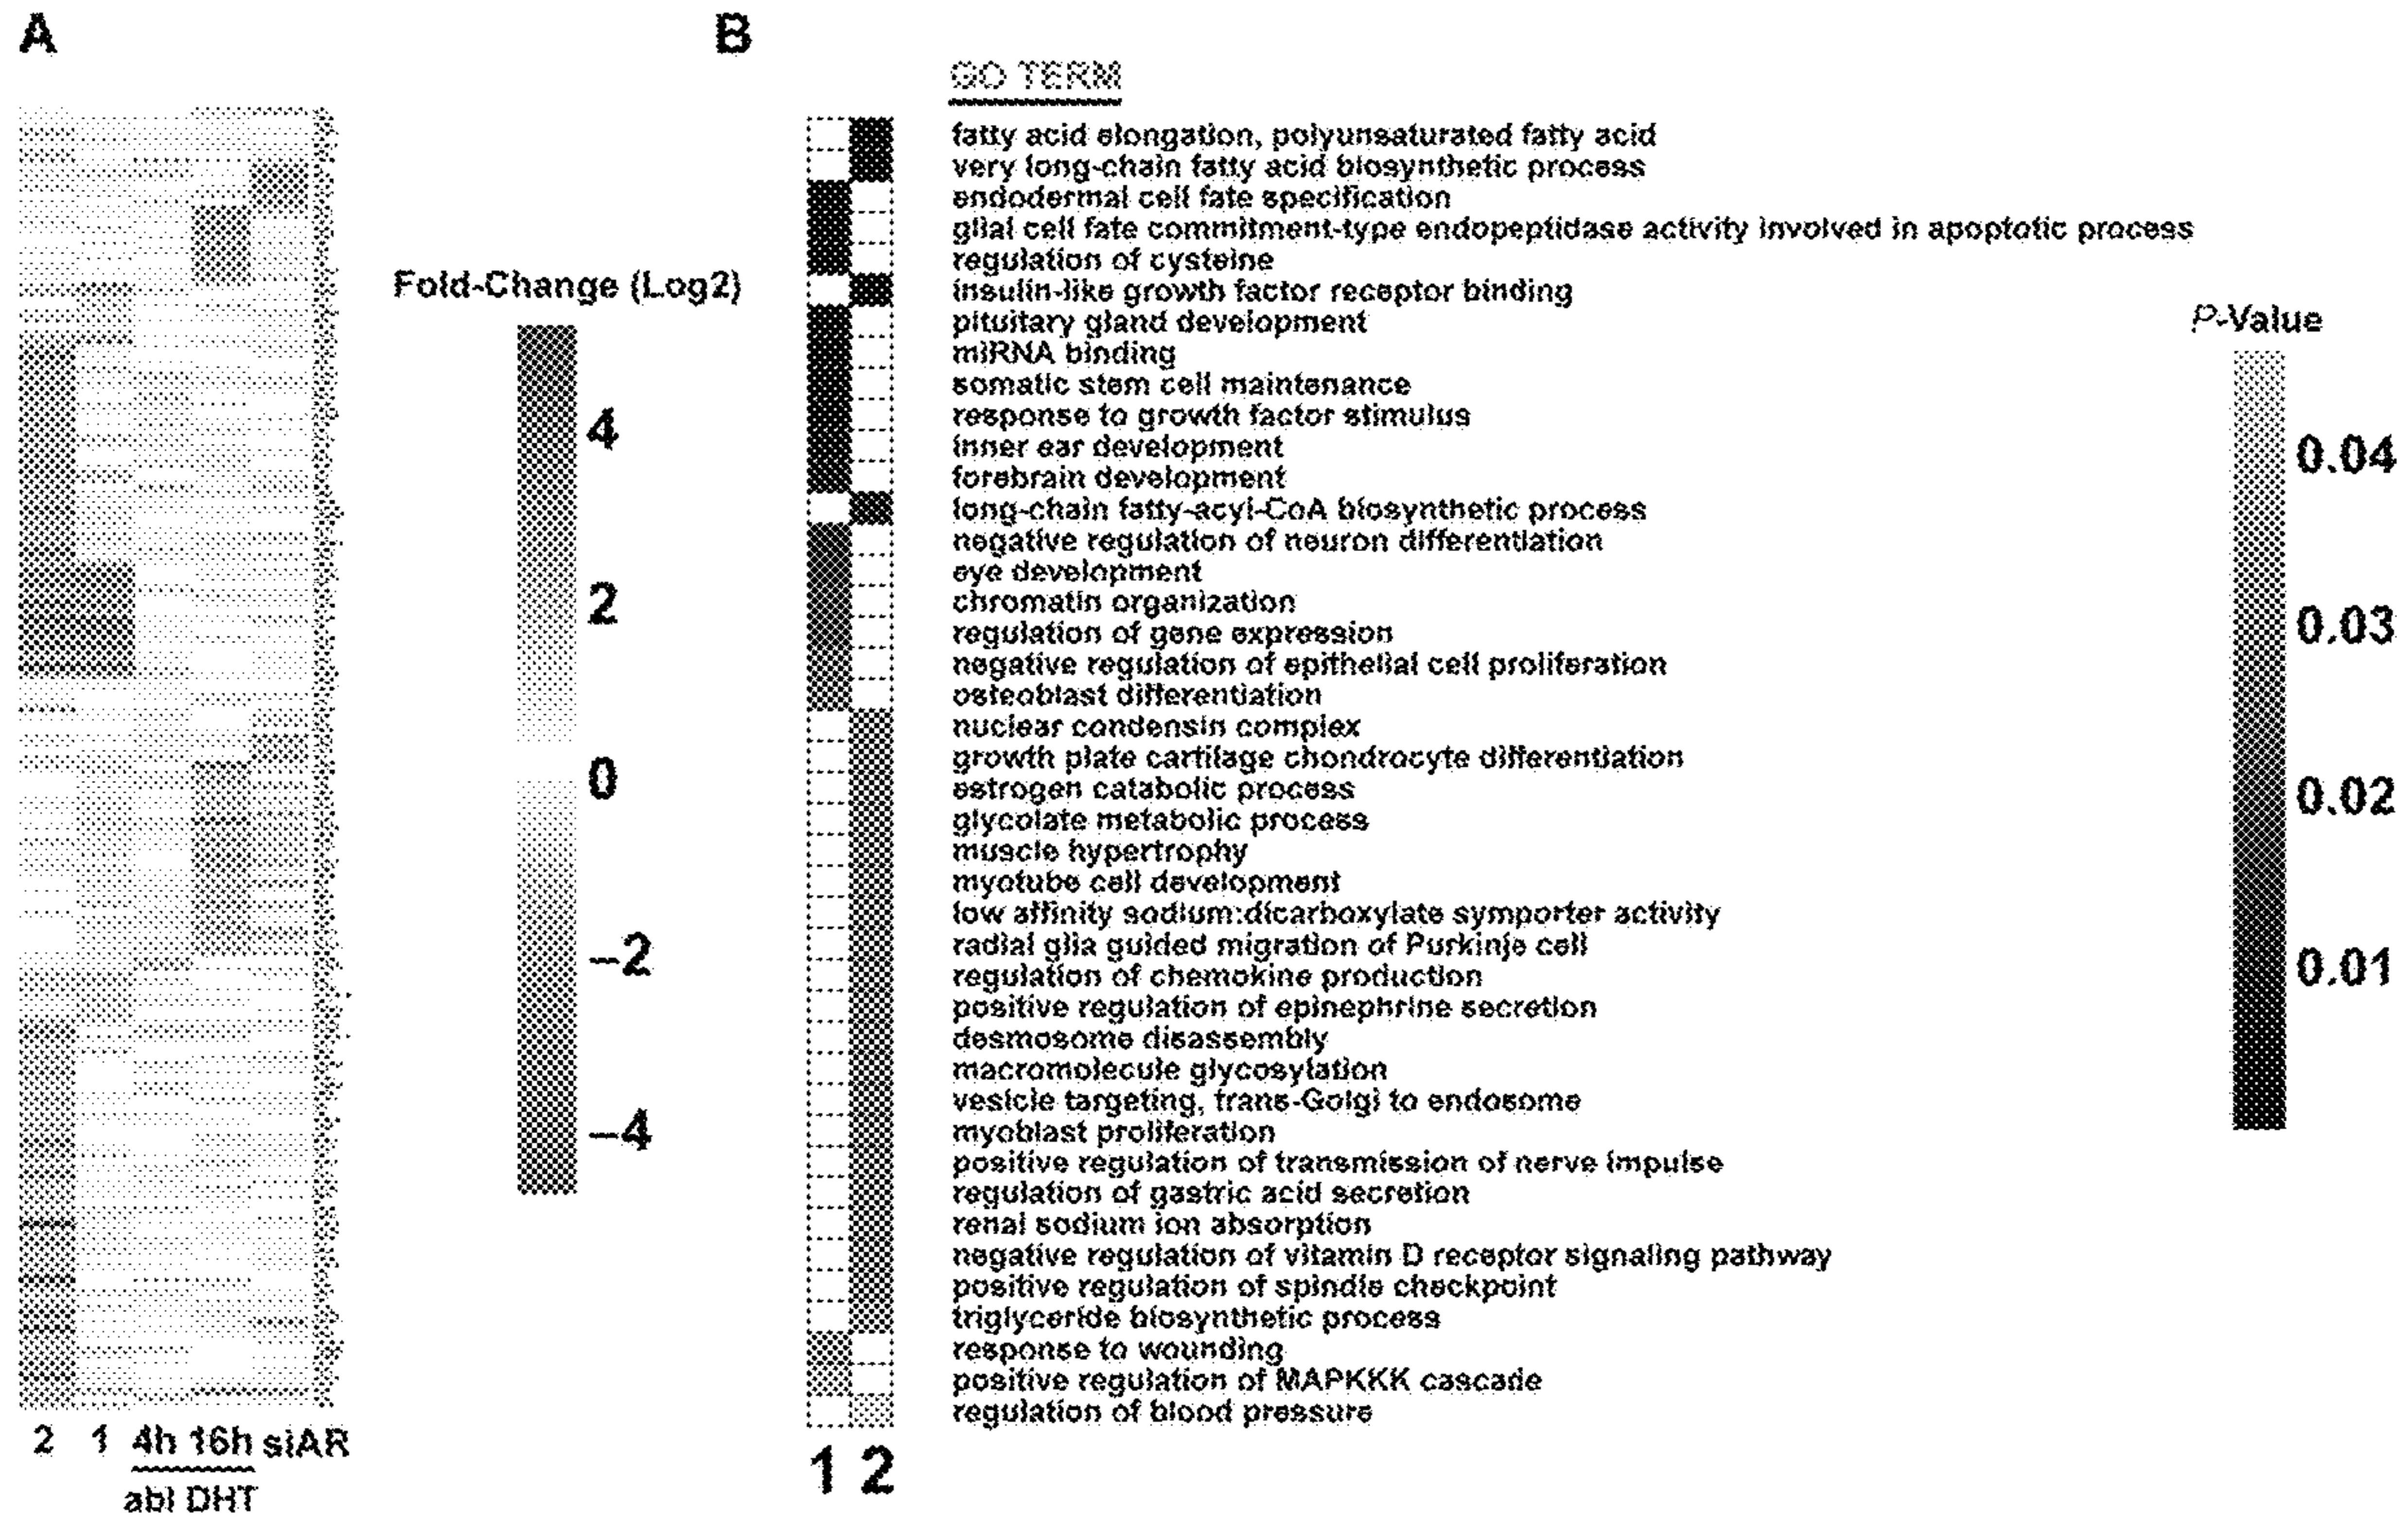 A
B
GO TERM
fatty acid elongation, polyunsaturated fatty acid
very long-chain fatty acid biosynthetic process
endodermal cell fate specification
glial cell fate commitment-type endopeptidase activity involved in apoptotic process
regulation of cysteine
insulin-like growth factor receptor binding
pituitary gland development
miRNA binding
somatic stem cell maintenance
response to growth factor stimulus
inner ear development
forebrain development
long-chain fatty-acyl-CoA biosynthetic process
negative regulation of neuron differentiation
eye development
chromatin organization
regulation of gene expression
negative regulation of epithelial cell proliferation
osteoblast differentiation
nuclear condensin complex
growth plate cartilage chondrocyte differentiation
estrogen catabolic process
glycolate metabolic process
muscle hypertrophy
myotube cell development
low affinity sodium:dicarboxylate symporter activity
radial glia guided migration of Purkinje cell
regulation of chemokine production
positive regulation of epinephrine secretion
desmosome disassembly
macromolecule glycosylation
vesicle targeting, trans-Golgi to endosome
myoblast proliferation
positive regulation of transmission of nerve impulse
regulation of gastric acid secretion
renal sodium ion absorption
negative regulation of vitamin D receptor signaling pathway
positive regulation of spindle checkpoint
triglyceride biosynthetic process
response to wounding
positive regulation of MAPKKK cascade
regulation of blood pressure
Fold-Change (Log2)
4
2
0
−2
−4
P-Value
0.04
0.03
0.02
0.01
2 1 4h 16h siAR
abl DHT
1 2